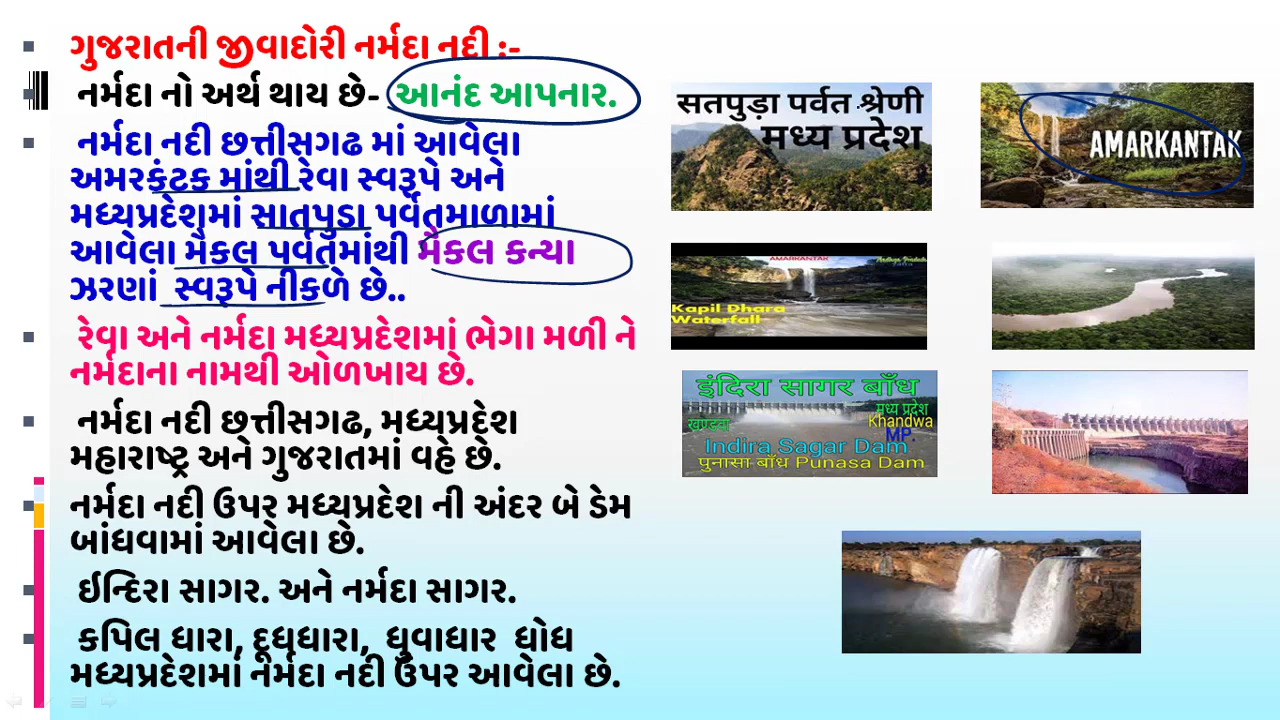 ગુજરાતની જીવાદોરી નર્મદા નદી :-
નર્મદા નો અર્થ થાય છે- આનંદ આપનાર.
નર્મદા નદી છત્તીસગઢ માં આવેલા
અમરકંટક માંથી રેવા સ્વરૂપે અને
મધ્યપ્રદેશમાં સાતપુડા પર્વતમાળામાં
આવેલા મૈકલ પર્વતમાંથી મૈકલ કન્યા
ઝરણાં સ્વરૂપે નીકળે છે..
રેવા અને નર્મદા મધ્યપ્રદેશમાં ભેગા મળી ને
નર્મદાના નામથી ઓળખાય છે.
નર્મદા નદી છત્તીસગઢ, મધ્યપ્રદેશ
મહારાષ્ટ્ર અને ગુજરાતમાં વહે છે.
નર્મદા નદી ઉપર મધ્યપ્રદેશ ની અંદર બે ડેમ
બાંધવામાં આવેલા છે.
ઈન્દિરા સાગર. અને નર્મદા સાગર.
કપિલ ધારા, દૂધધારા, ધુવાધાર ધોધ
મધ્યપ્રદેશમાં નર્મદા નદી ઉપર આવેલા છે.
सतपुड़ा पर्वत श्रेणी
मध्य प्रदेश
AMARKANTAK
AMARKANTAK
Kapil Dhara
Waterfall
इंदिरा सागर बाँध
मध्य प्रदेश
खण्डवा
Khandwa
MP.
Indira Sagar Dam
पुनासा बाँध Punasa Dam